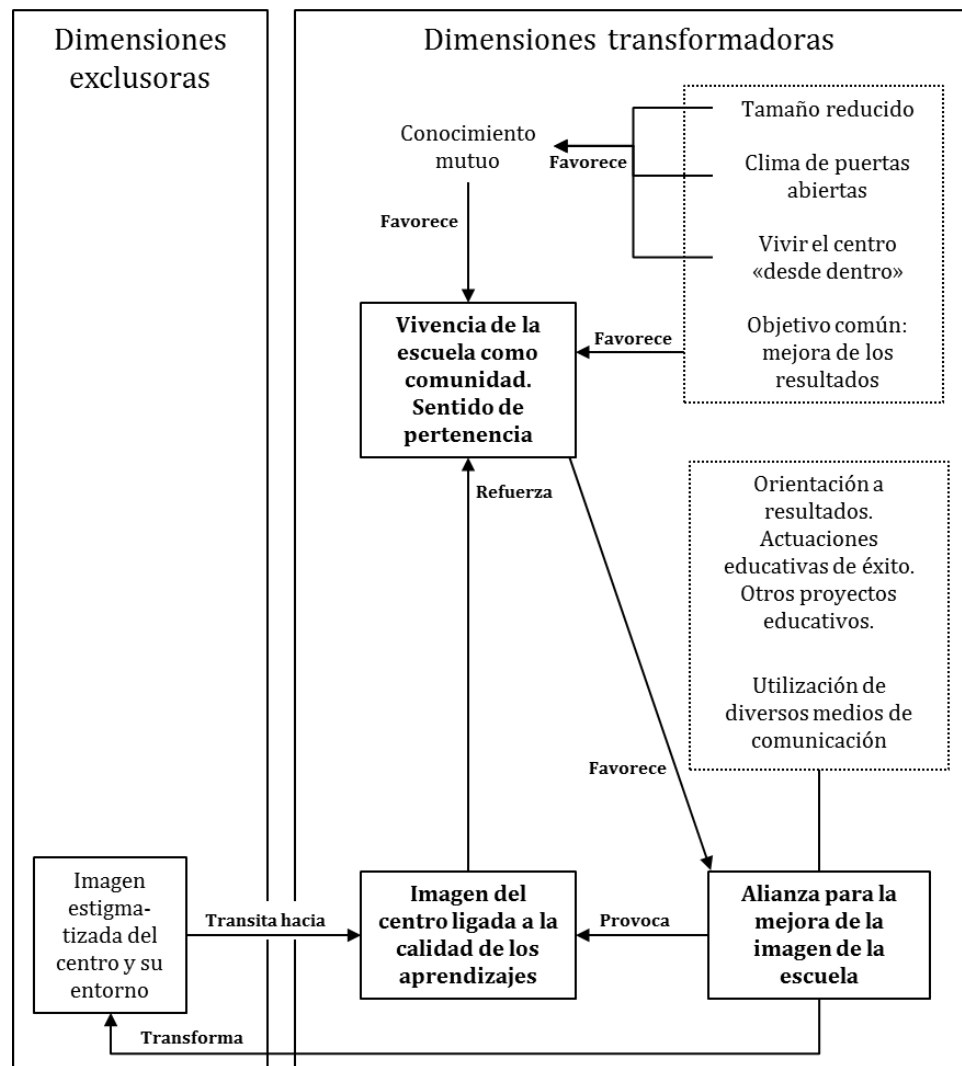 Dimensiones
exclusoras
Dimensiones transformadoras
Tamaño reducido
Conocimiento
mutuo
Favorece
Clima de puertas
abiertas
Favorece
Vivir el centro
«desde dentro»
Vivencia de la
escuela como
comunidad.
Sentido de
pertenencia
Favorece
Objetivo común:
mejora de los
resultados
Refuerza
Orientación a
resultados.
Actuaciones
educativas de éxito.
Otros proyectos
educativos.
Utilización de
diversos medios de
comunicación
Favorece
Imagen
estigma-
tizada del
centro y su
entorno
Transita hacia
Imagen del
centro ligada a la
calidad de los
aprendizajes
Provoca
Alianza para la
mejora de la
imagen de la
escuela
Transforma